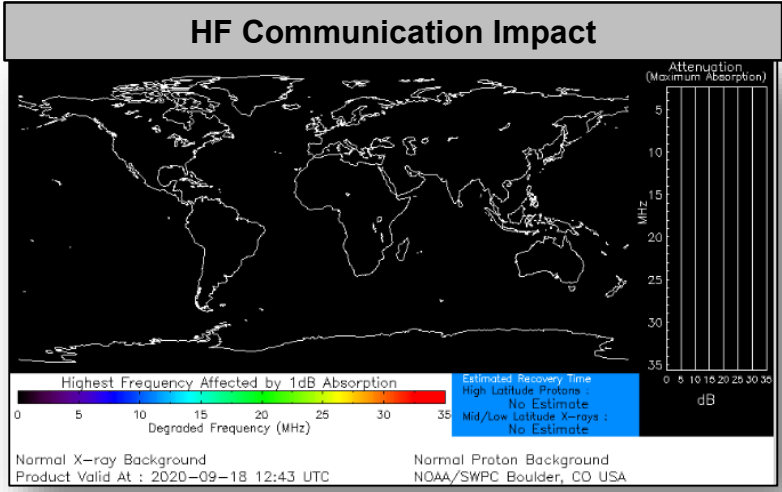 HF Communication Impact
Attenuation
(Maximum Absorption)
5
10
15
20
25
30
35
MHz
0 5 10 15 20 25 30 35
dB
Highest Frequency Affected by 1dB Absorption
0 5 10 15 20 25 30 35
Degraded Frequency (MHz)
Estimated Recovery Time
High Latitude Protons :
No Estimate
Mid/Low Latitude X-rays :
No Estimate
Normal X-ray Background
Normal Proton Background
Product Valid At : 2020-09-18 12:43 UTC
NOAA/SWPC Boulder, CO USA